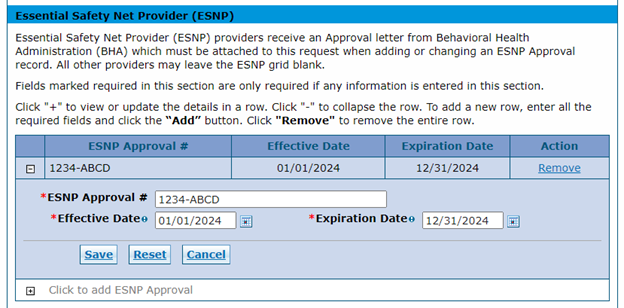 Essential Safety Net Provider (ESNP)
Essential Safety Net Provider (ESNP) providers receive an Approval letter from Behavioral Health
Administration (BHA) which must be attached to this request when adding or changing an ESNP Approval
record. All other providers may leave the ESNP grid blank.
Fields marked required in this section are only required if any information is entered in this section.
Click "+" to view or update the details in a row. Click "-" to collapse the row. To add a new row, enter all the
required fields and click the “Add” button. Click "Remove" to remove the entire row.
ESNP Approval # Effective Date Expiration Date Action
1234-ABCD 01/01/2024 12/31/2024 Remove
*ESNP Approval # 1234-ABCD
*Effective Date 01/01/2024 *Expiration Date 12/31/2024
Save Reset Cancel
Click to add ESNP Approval